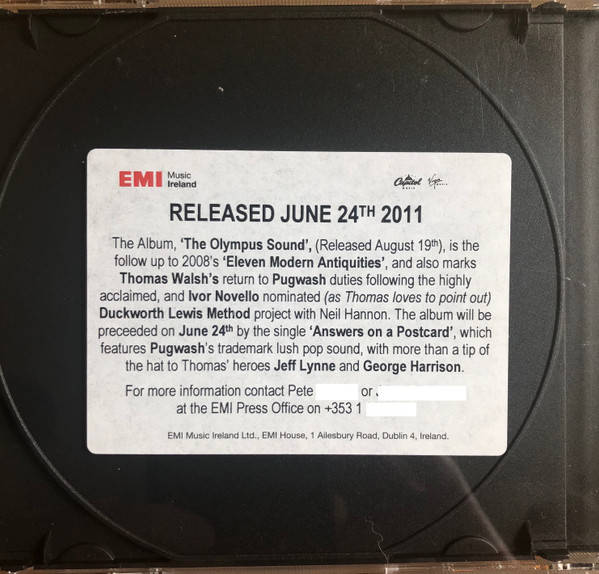 EMI Music Ireland
Capitol Virgin
RELEASED JUNE 24TH 2011
The Album, 'The Olympus Sound', (Released August 19th), is the
follow up to 2008's 'Eleven Modern Antiquities', and also marks
Thomas Walsh's return to Pugwash duties following the highly
acclaimed, and Ivor Novello nominated (as Thomas loves to point out)
Duckworth Lewis Method project with Neil Hannon. The album will be
preceeded on June 24th by the single 'Answers on a Postcard', which
features Pugwash's trademark lush pop sound, with more than a tip of
the hat to Thomas' heroes Jeff Lynne and George Harrison.
For more information contact Pete or
at the EMI Press Office on +353 1
EMI Music Ireland Ltd., EMI House, 1 Ailesbury Road, Dublin 4, Ireland.